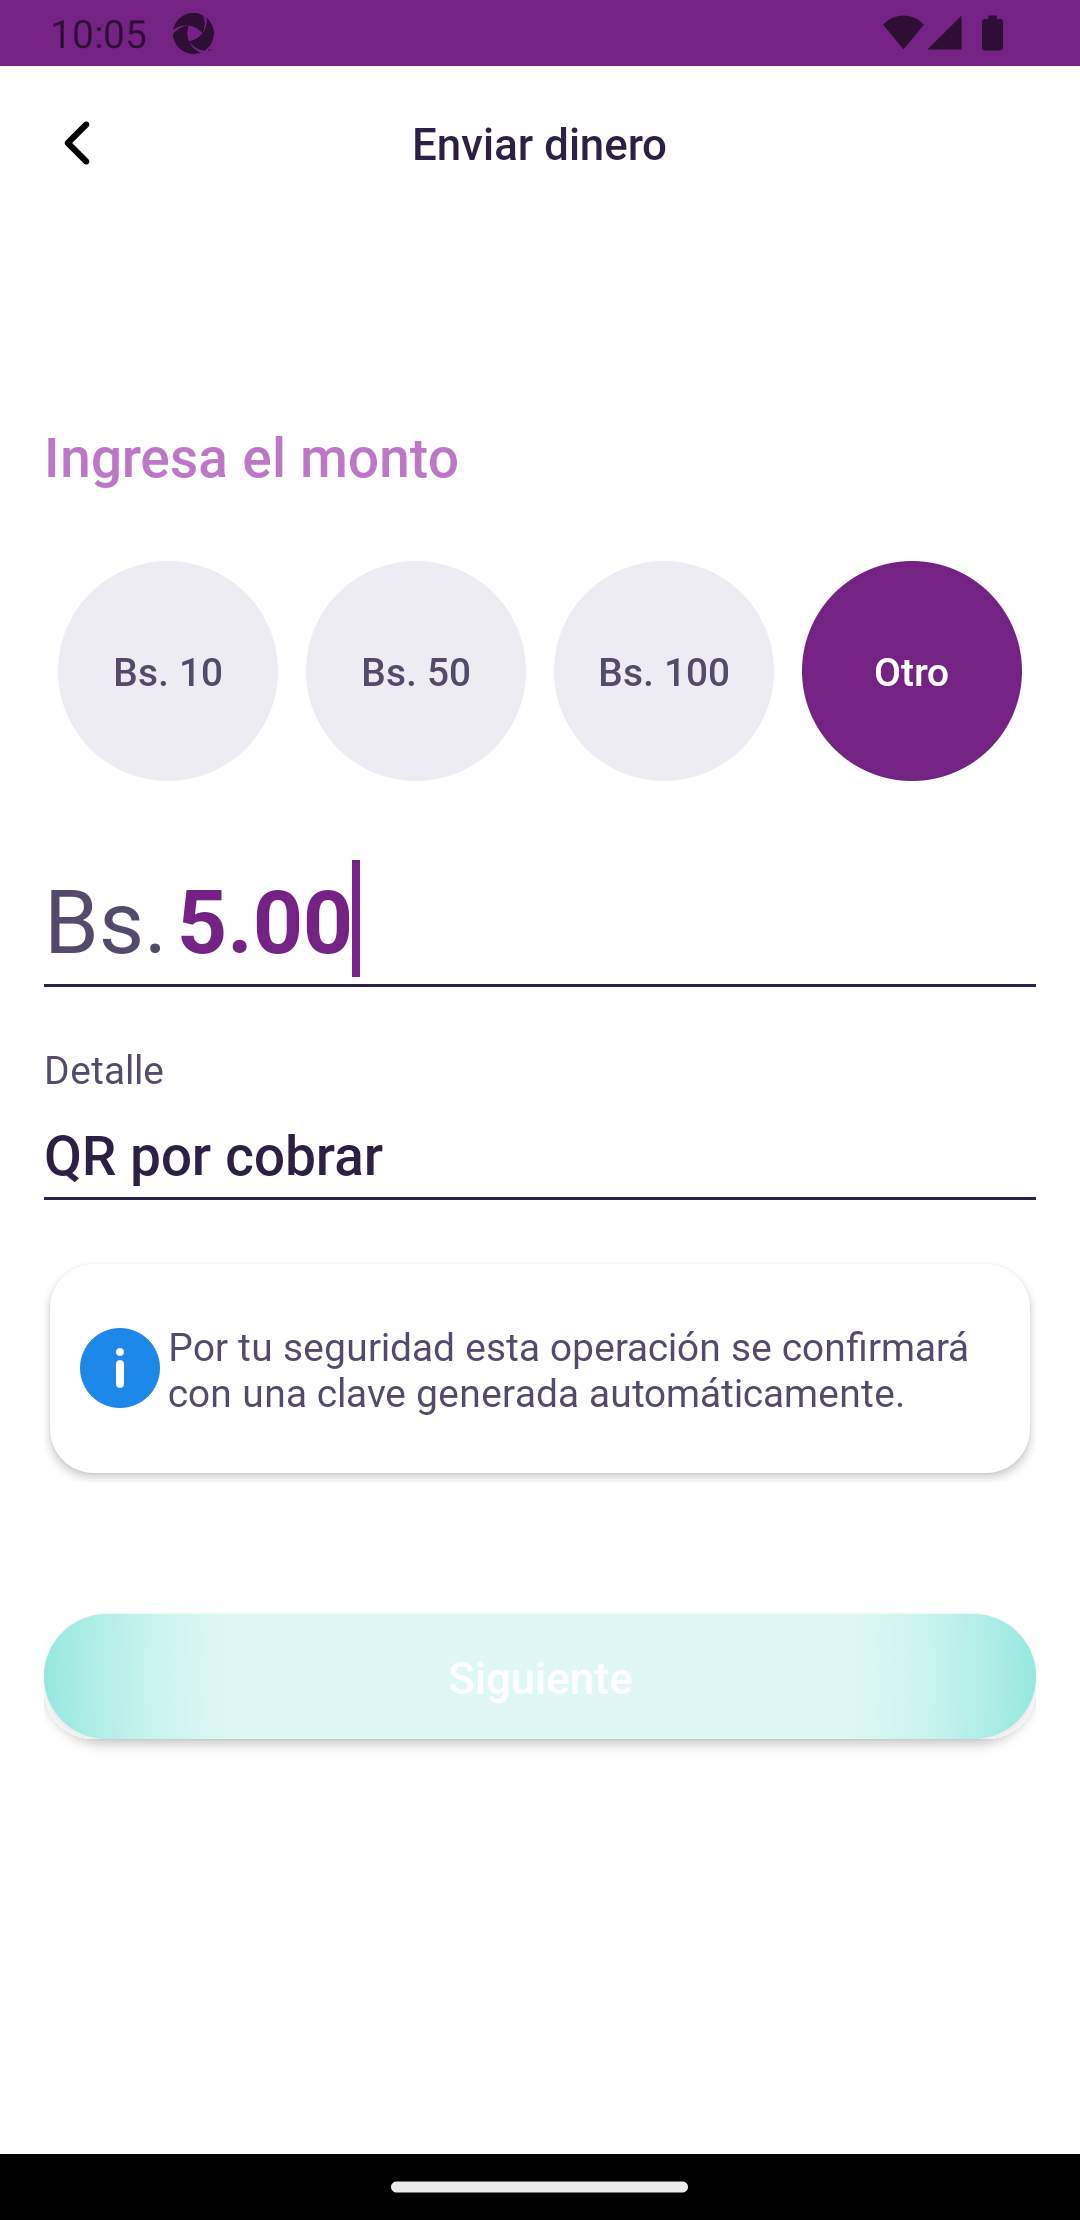 10:05
Enviar dinero
Ingresa el monto
Bs. 10
Bs. 50
Bs. 100
Otro
Bs. 5.00
Detalle
QR por cobrar
Por tu seguridad esta operación se confirmará
con una clave generada automáticamente.
Siguiente